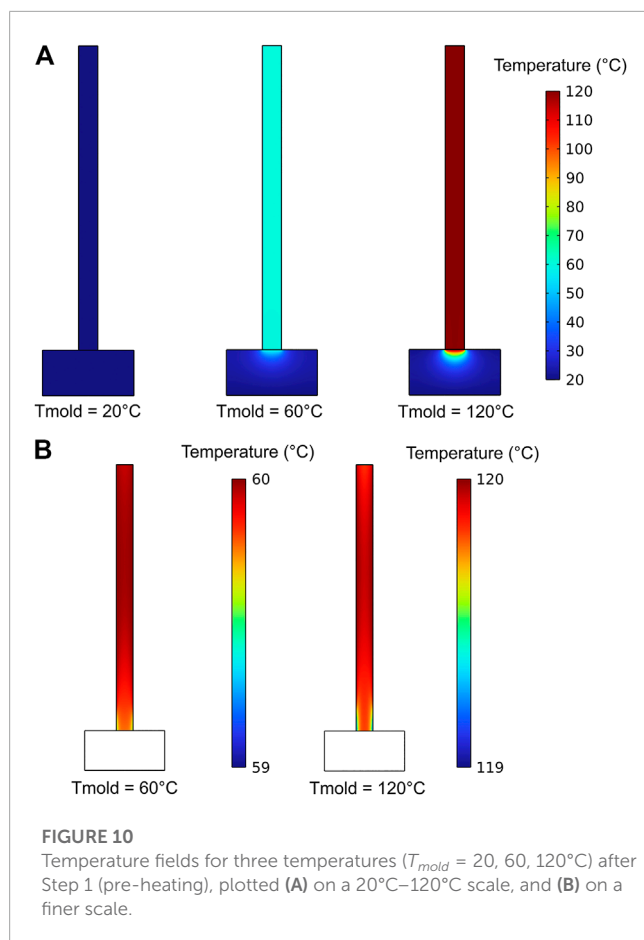 A
Temperature (°C)
120
110
100
90
80
70
60
50
40
30
20
Tmold = 20°C
Tmold = 60°C
Tmold = 120°C
B
Temperature (°C)
Temperature (°C)
60
120
59
119
Tmold = 60°C
Tmold = 120°C
FIGURE 10
Temperature fields for three temperatures (Tmold = 20, 60, 120°C) after
Step 1 (pre-heating), plotted (A) on a 20°C–120°C scale, and (B) on a
finer scale.